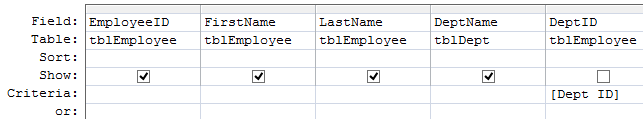 Field: EmployeeID FirstName LastName DeptName DeptID
Table: tblEmployee tblEmployee tblEmployee tblDept tblEmployee
Sort:
Show:
Criteria: [Dept ID]
or: